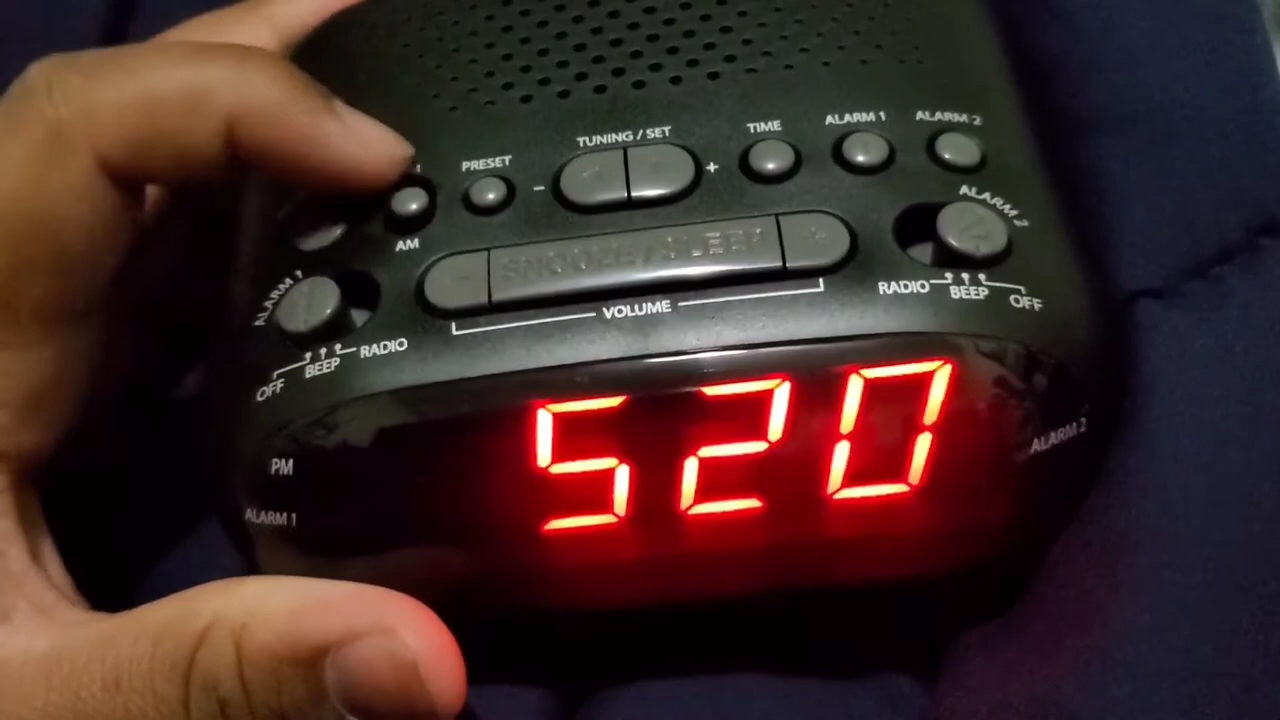 TUNING / SET
TIME
ALARM 1
ALARM 2
PRESET
-
+
AM
ALARM 2
- SNOOZE / SLEEP +
VOLUME
RADIO
BEEP
OFF
ALARM 1
OFF
BEEP
RADIO
520
PM
ALARM 1
ALARM 2